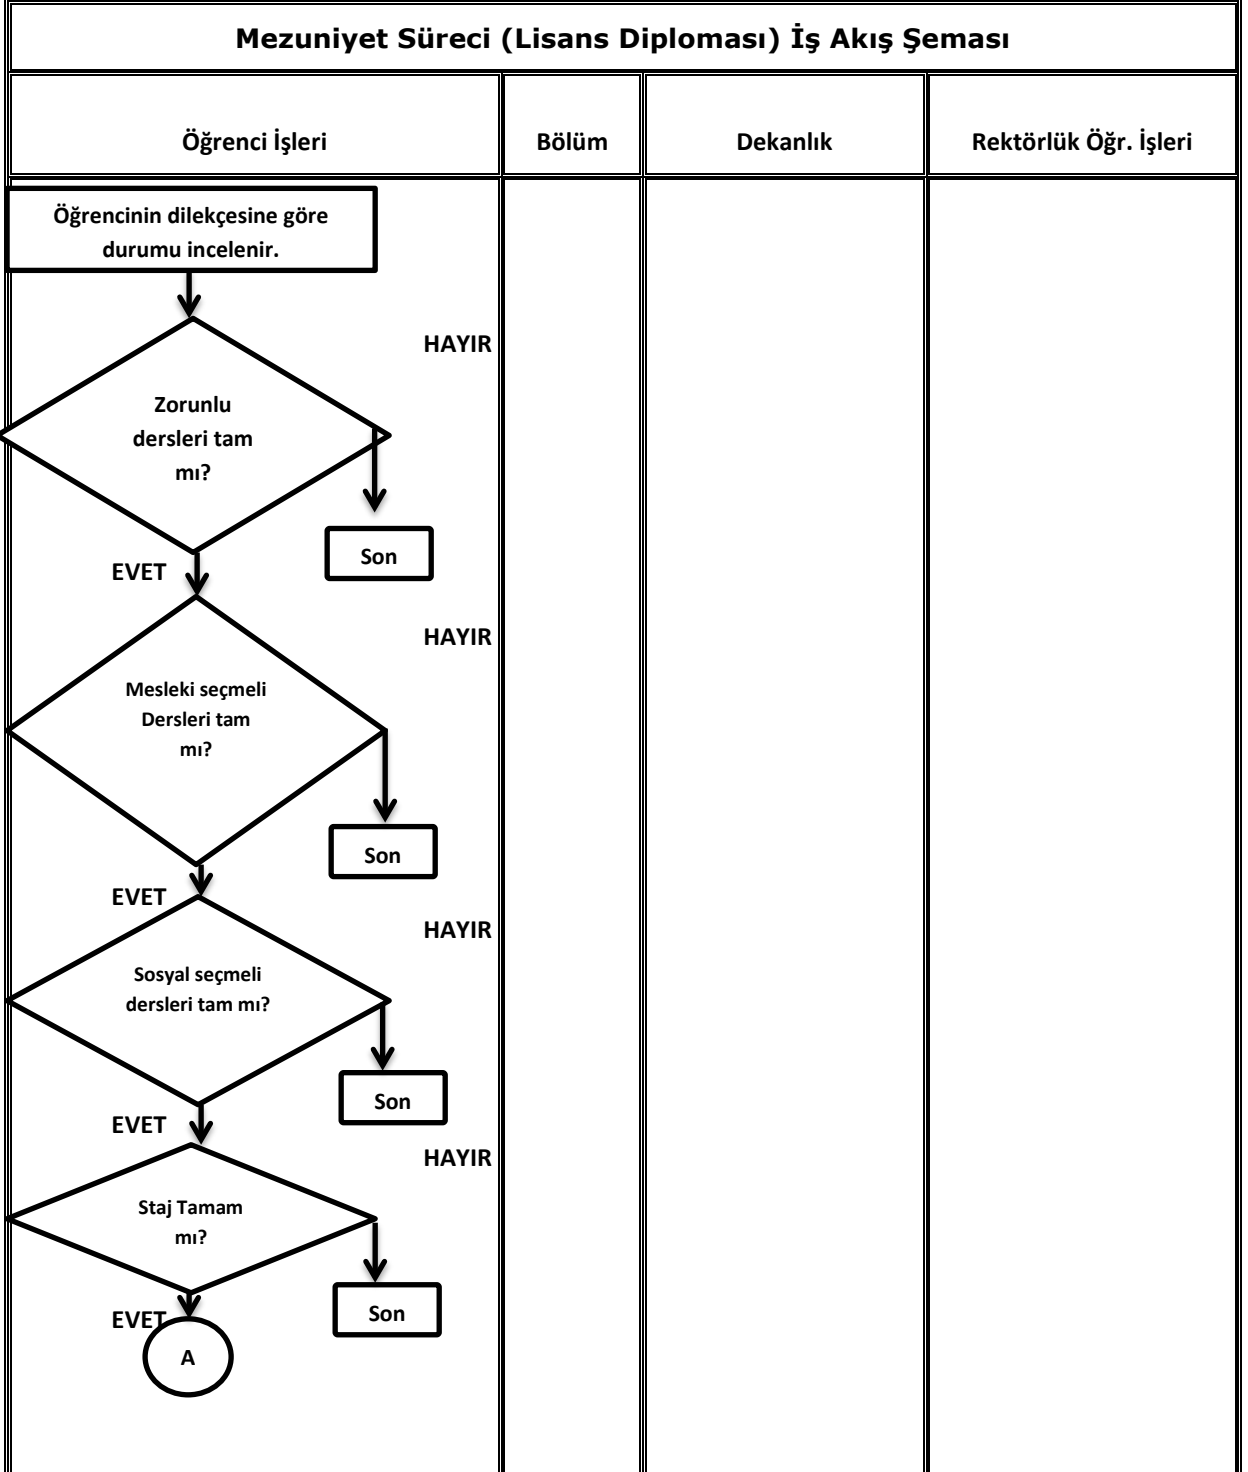 Mezuniyet Süreci (Lisans Diploması) İş Akış Şeması
Öğrenci İşleri
Bölüm
Dekanlık
Rektörlük Öğr. İşleri
Öğrencinin dilekçesine göre
durumu incelenir.
HAYIR
Zorunlu
dersleri tam
mı?
Son
EVET
HAYIR
Mesleki seçmeli
Dersleri tam
mı?
Son
EVET
HAYIR
Sosyal seçmeli
dersleri tam mı?
Son
EVET
HAYIR
Staj Tamam
mı?
Son
EVET
A